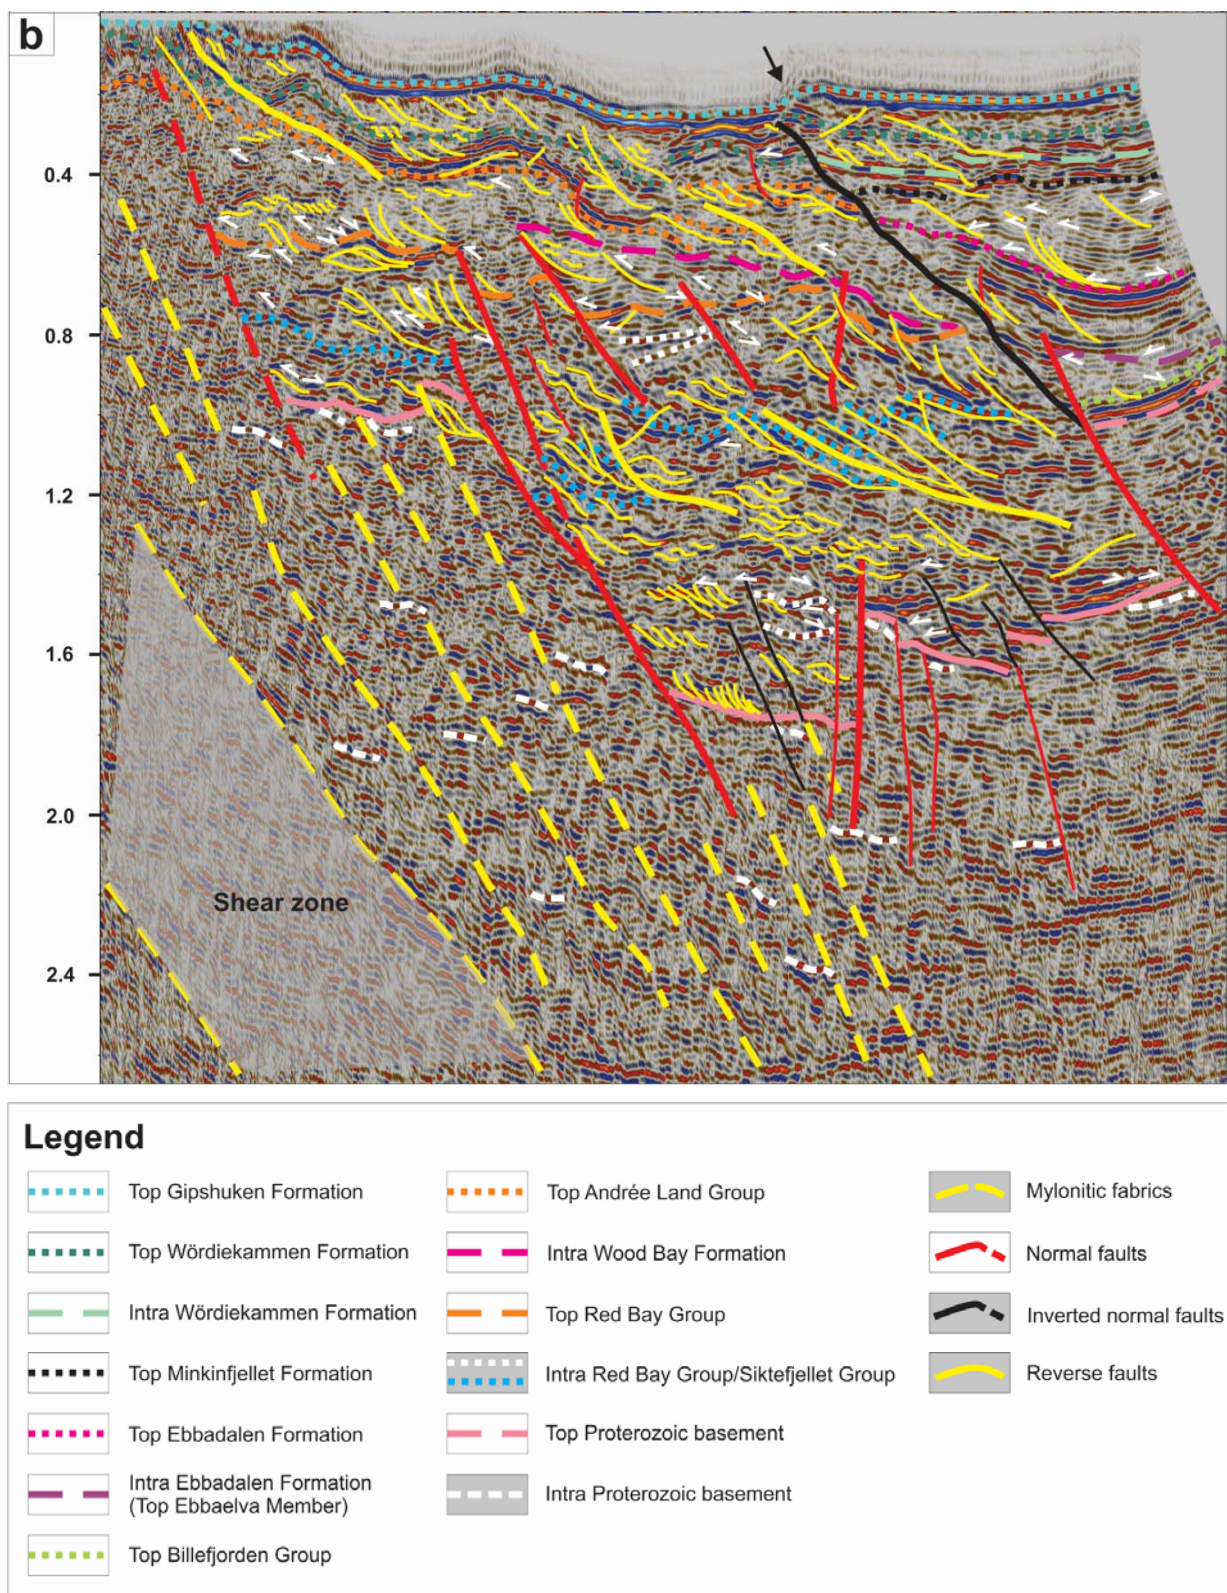 b
0.4
0.8
1.2
1.6
2.0
2.4
Shear zone
Legend
Top Gipshuken Formation
Top Wördiekammen Formation
Intra Wördiekammen Formation
Top Minkinfjellet Formation
Top Ebbadalen Formation
Intra Ebbadalen Formation
(Top Ebbaelva Member)
Top Billefjorden Group
Top Andrée Land Group
Intra Wood Bay Formation
Top Red Bay Group
Intra Red Bay Group/Siktefjellet Group
Top Proterozoic basement
Intra Proterozoic basement
Mylonitic fabrics
Normal faults
Inverted normal faults
Reverse faults